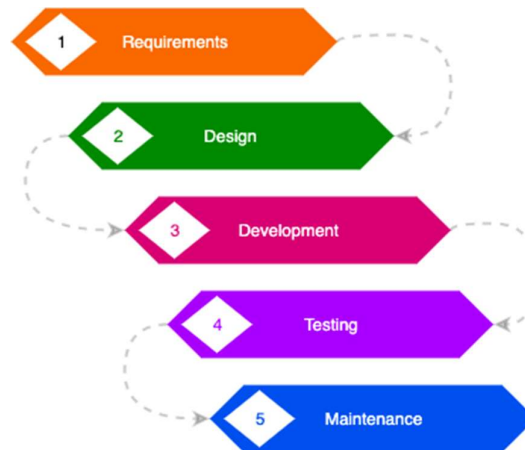 1 Requirements
2 Design
3 Development
4 Testing
5 Maintenance